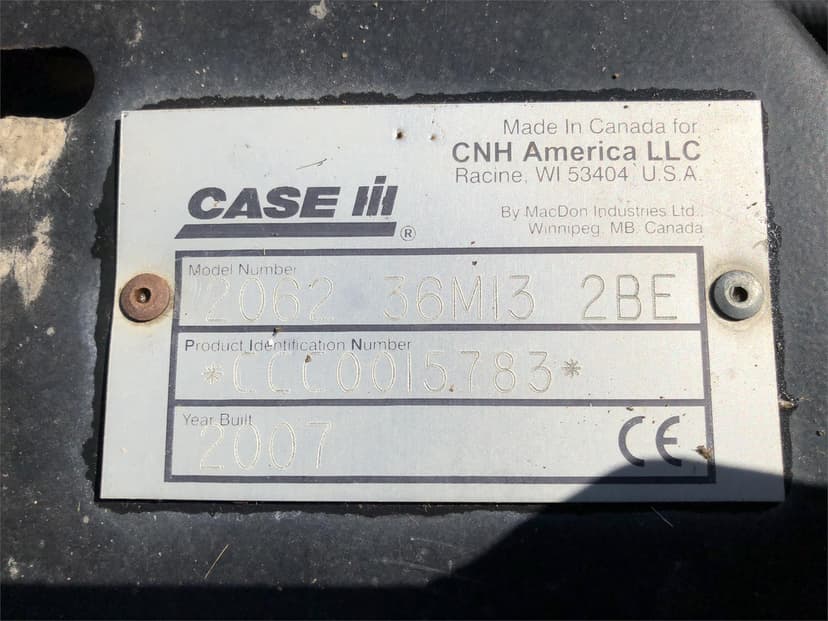 Made In Canada for
CNH America LLC
Racine, WI 53404 U.S.A.
CASE IH
®
By MacDon Industries Ltd.
Winnipeg, MB, Canada
Model Number
2062 36M13 2BE
Product Identification Number
*CCC0015783*
Year Built
2007
CE